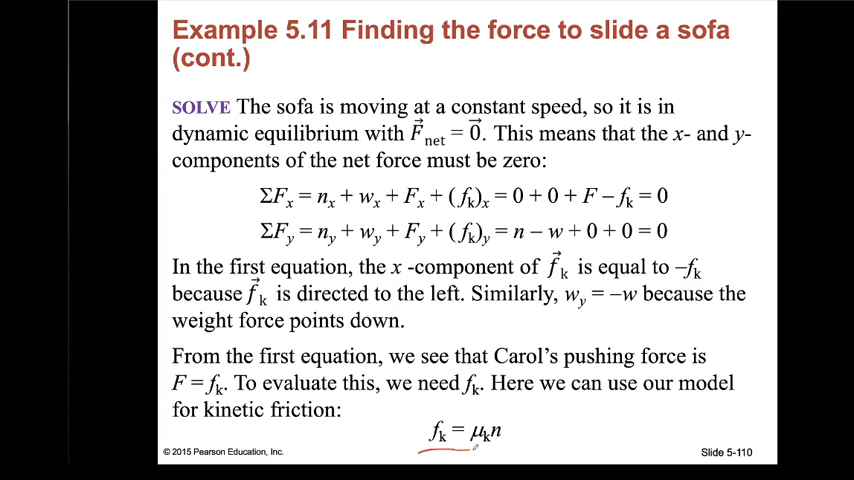 Example 5.11 Finding the force to slide a sofa
(cont.)
SOLVE The sofa is moving at a constant speed, so it is in
dynamic equilibrium with F⃗net = 0⃗. This means that the x- and y-
components of the net force must be zero:
ΣFx = nx + wx + Fx + (fk)x = 0 + 0 + F − fk = 0
ΣFy = ny + wy + Fy + (fk)y = n − w + 0 + 0 = 0
In the first equation, the x -component of f⃗k is equal to −fk
because f⃗k is directed to the left. Similarly, wy = −w because the
weight force points down.
From the first equation, we see that Carol's pushing force is
F = fk. To evaluate this, we need fk. Here we can use our model
for kinetic friction:
fk = μkn
© 2015 Pearson Education, Inc.
Slide 5-110